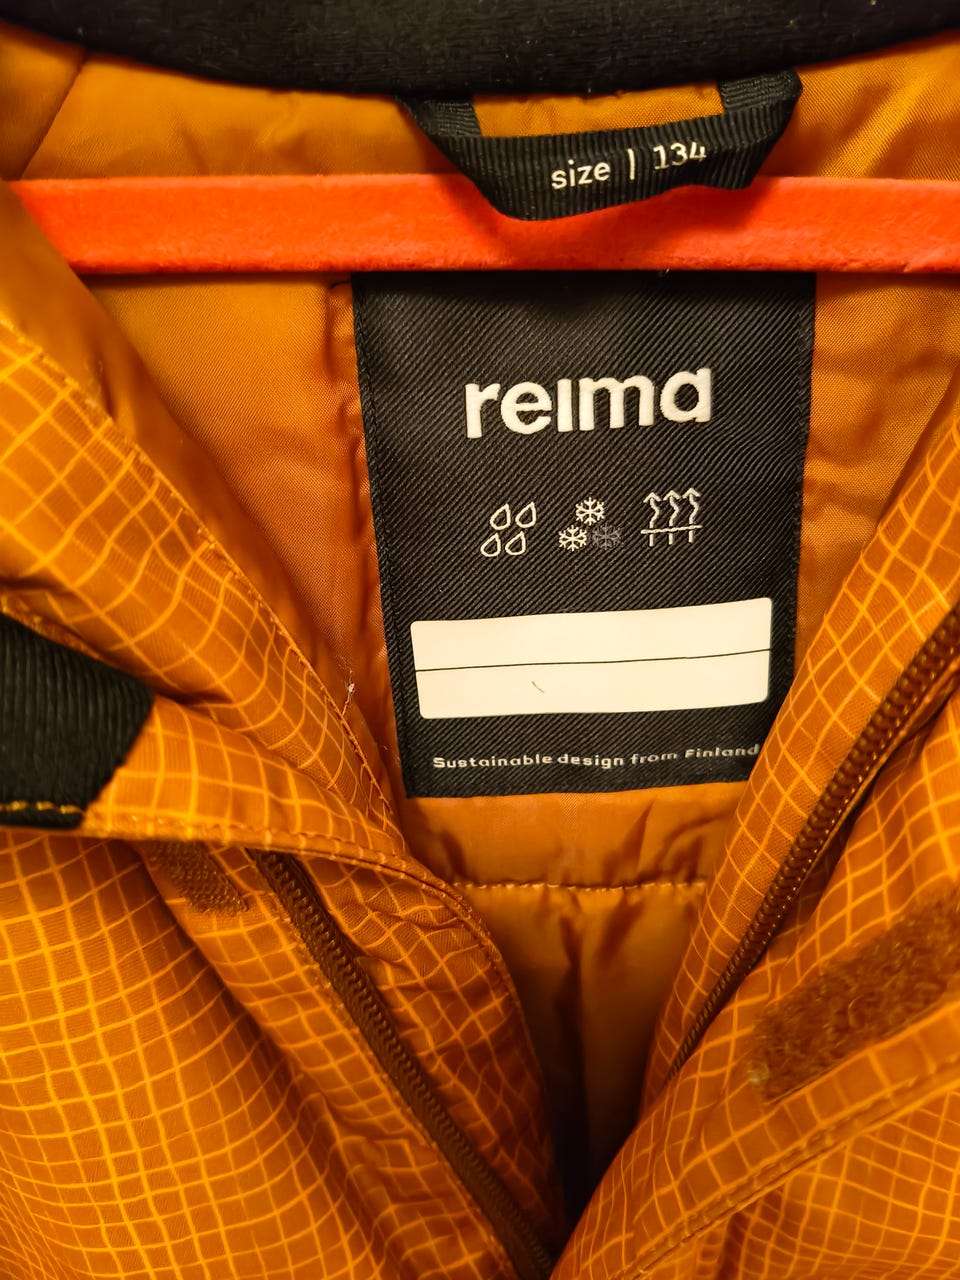 size | 134
reima
Sustainable design from Finland